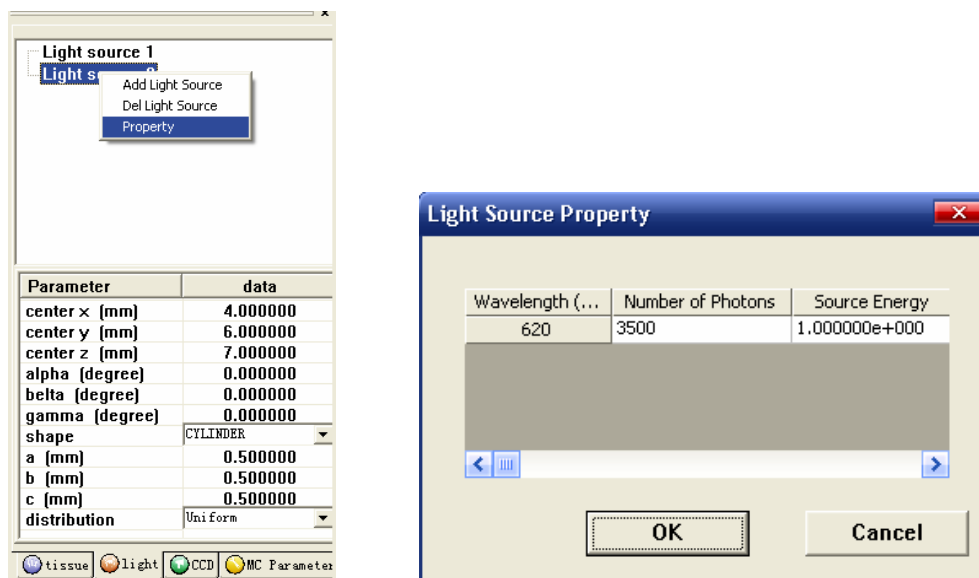 x
Light source 1
Light s
Add Light Source
Del Light Source
Property
Parameter data
center x (mm) 4.000000
center y (mm) 6.000000
center z (mm) 7.000000
alpha (degree) 0.000000
belta (degree) 0.000000
gamma (degree) 0.000000
shape CYLINDER
a (mm) 0.500000
b (mm) 0.500000
c (mm) 0.500000
distribution Uniform
tissue light CCD MC Parameter
Light Source Property
Wavelength (... Number of Photons Source Energy
620 3500 1.000000e+000
OK Cancel